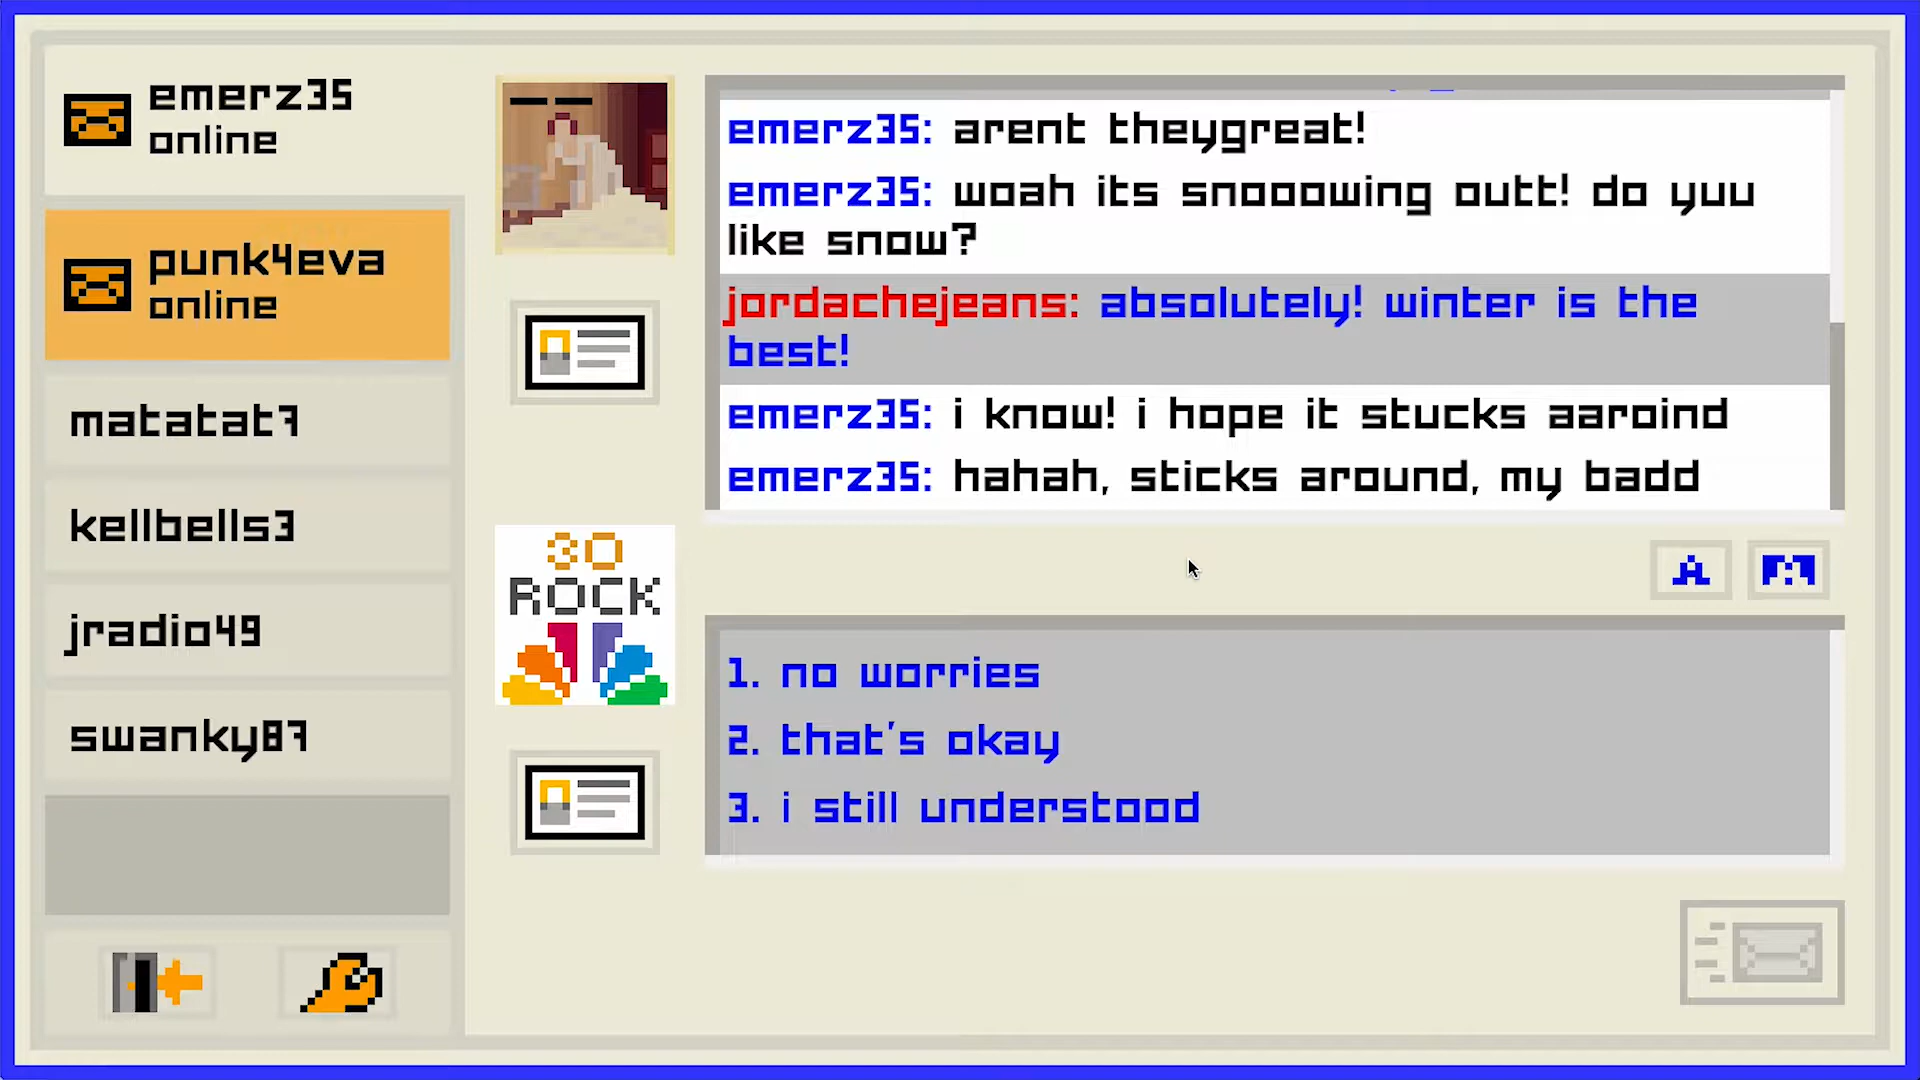 emerz35
online
punk4eva
online
matatat7
kellbells3
jradio49
swanky87
emerz35: arent theygreat!
emerz35: woah its snooowing outt! do yuu
like snow?
jordachejeans: absolutely! winter is the
best!
emerz35: i know! i hope it stucks aaroind
emerz35: hahah, sticks around, my badd
30
ROCK
A
1. no worries
2. that's okay
3. i still understood